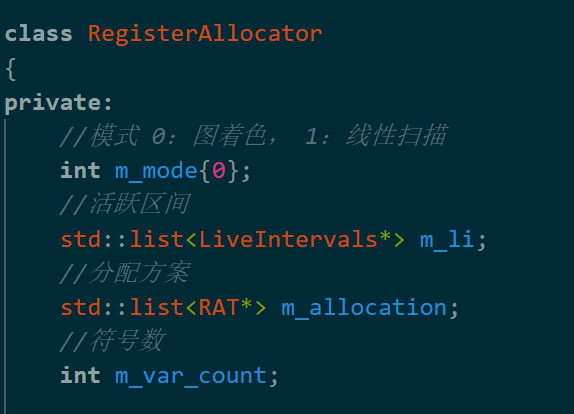 class RegisterAllocator
{
private:
//模式 0：图着色， 1：线性扫描
int m_mode{0};
//活跃区间
std::list<LiveIntervals*> m_li;
//分配方案
std::list<RAT*> m_allocation;
//符号数
int m_var_count;